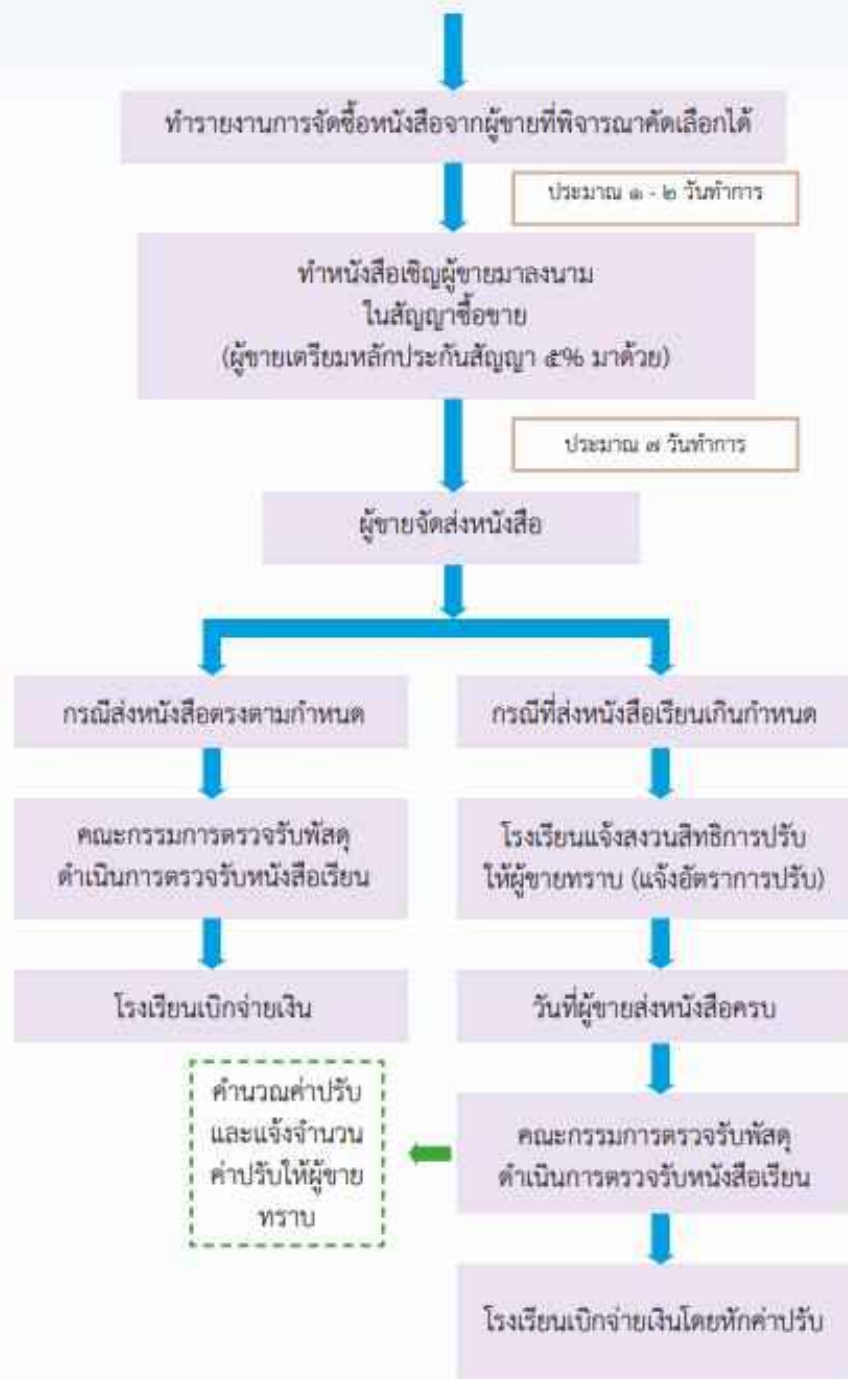 ทำรายงานการจัดซื้อหนังสือจากผู้ขายที่พิจารณาคัดเลือกได้
ประมาณ ๑ - ๒ วันทำการ
ทำหนังสือเชิญผู้ขายมาลงนาม
ในสัญญาซื้อขาย
(ผู้ขายเตรียมหลักประกันสัญญา ๕% มาด้วย)
ประมาณ ๗ วันทำการ
ผู้ขายจัดส่งหนังสือ
กรณีส่งหนังสือตรงตามกำหนด
คณะกรรมการตรวจรับพัสดุ
ดำเนินการตรวจรับหนังสือเรียน
โรงเรียนเบิกจ่ายเงิน
กรณีที่ส่งหนังสือเรียนเกินกำหนด
โรงเรียนแจ้งสงวนสิทธิการปรับ
ให้ผู้ขายทราบ (แจ้งอัตราการปรับ)
วันที่ผู้ขายส่งหนังสือครบ
คณะกรรมการตรวจรับพัสดุ
ดำเนินการตรวจรับหนังสือเรียน
คำนวณค่าปรับ
และแจ้งจำนวน
ค่าปรับให้ผู้ขาย
ทราบ
โรงเรียนเบิกจ่ายเงินโดยหักค่าปรับ